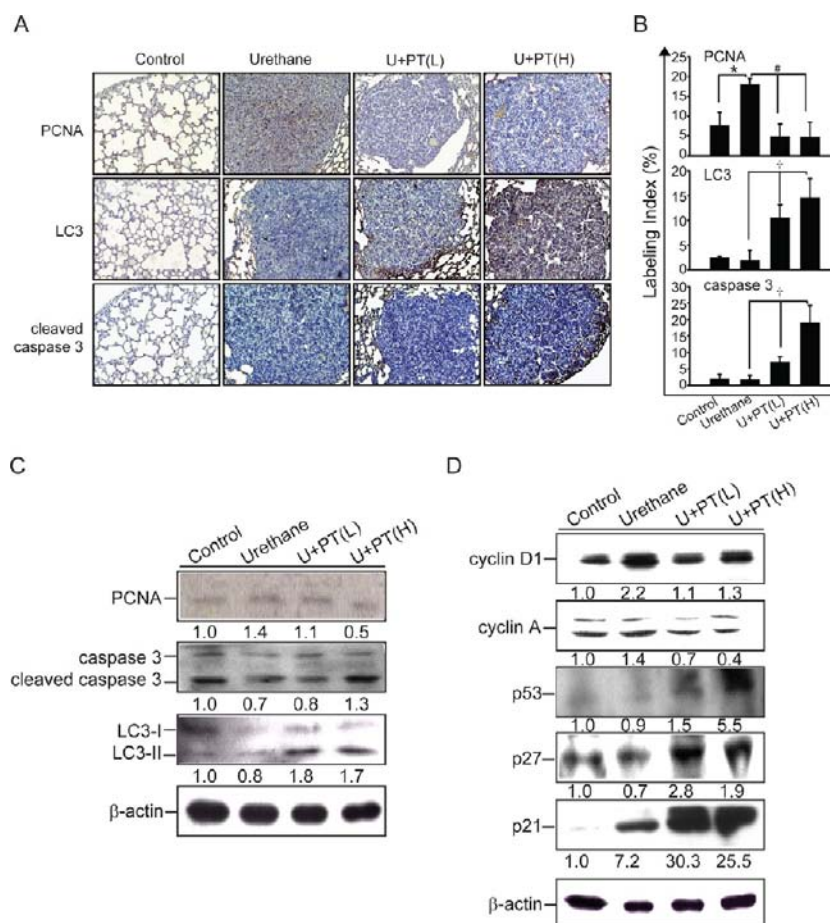 A
Control Urethane U+PT(L) U+PT(H)
PCNA
LC3
cleaved
caspase 3
B
Labeling Index (%)
25
20
15
10
5
0
PCNA
* #
20
15
10
5
0
LC3
÷
30
25
20
15
10
5
0
caspase 3
÷
Control Urethane U+PT(L) U+PT(H)
C
Control Urethane U+PT(L) U+PT(H)
PCNA
1.0 1.4 1.1 0.5
caspase 3
cleaved caspase 3
1.0 0.7 0.8 1.3
LC3-I
LC3-II
1.0 0.8 1.8 1.7
β-actin
D
Control Urethane U+PT(L) U+PT(H)
cyclin D1
1.0 2.2 1.1 1.3
cyclin A
1.0 1.4 0.7 0.4
p53
1.0 0.9 1.5 5.5
p27
1.0 0.7 2.8 1.9
p21
1.0 7.2 30.3 25.5
β-actin